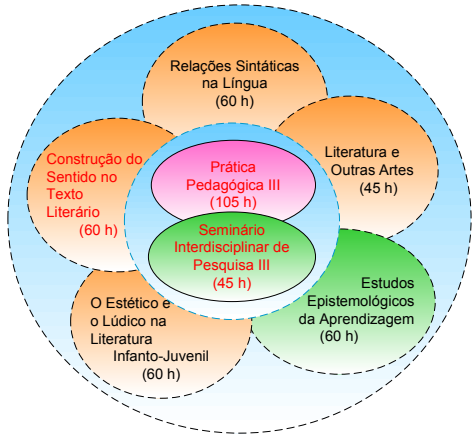 Relações Sintáticas
na Língua
(60 h)
Construção do
Sentido no
Texto
Literário
(60 h)
Prática
Pedagógica III
(105 h)
Literatura e
Outras Artes
(45 h)
Seminário
Interdisciplinar de
Pesquisa III
(45 h)
O Estético e
o Lúdico na
Literatura
Infanto-Juvenil
(60 h)
Estudos
Epistemológicos
da Aprendizagem
(60 h)